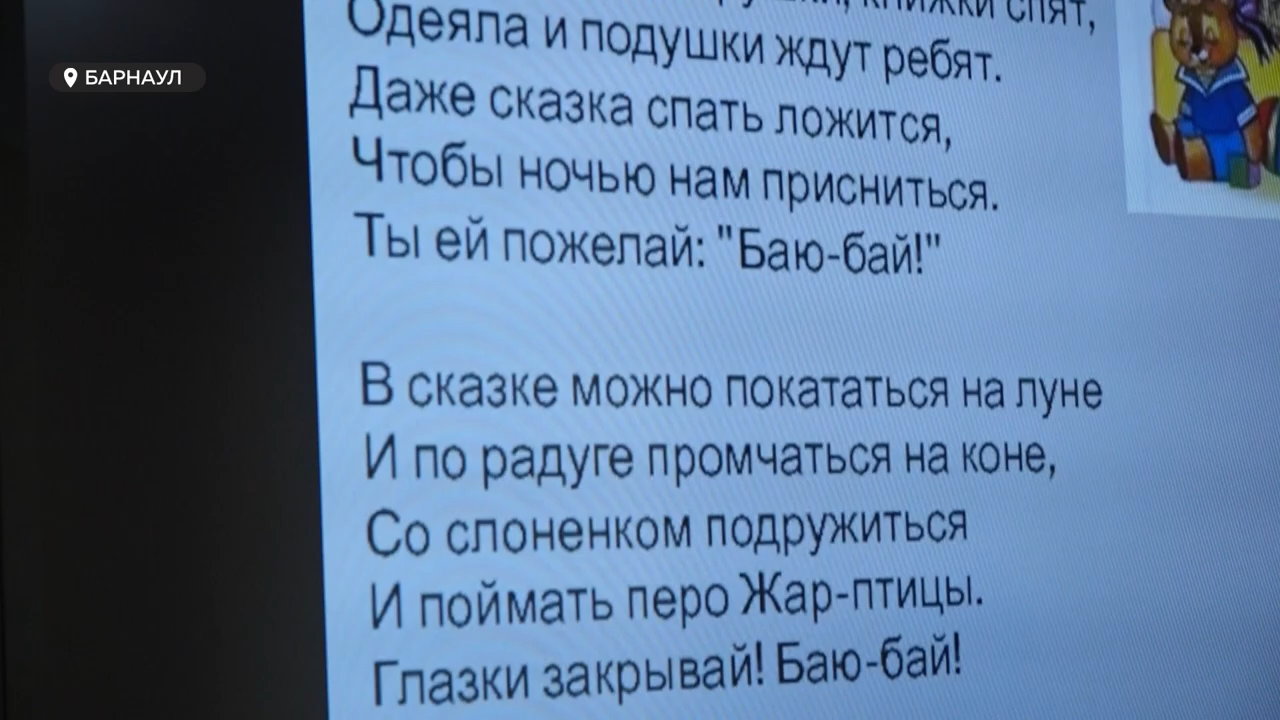 БАРНАУЛ
книжки спят,
Одеяла и подушки ждут ребят.
Даже сказка спать ложится,
Чтобы ночью нам присниться.
Ты ей пожелай: "Баю-бай!"
В сказке можно покататься на луне
И по радуге промчаться на коне,
Со слоненком подружиться
И поймать перо Жар-птицы.
Глазки закрывай! Баю-бай!